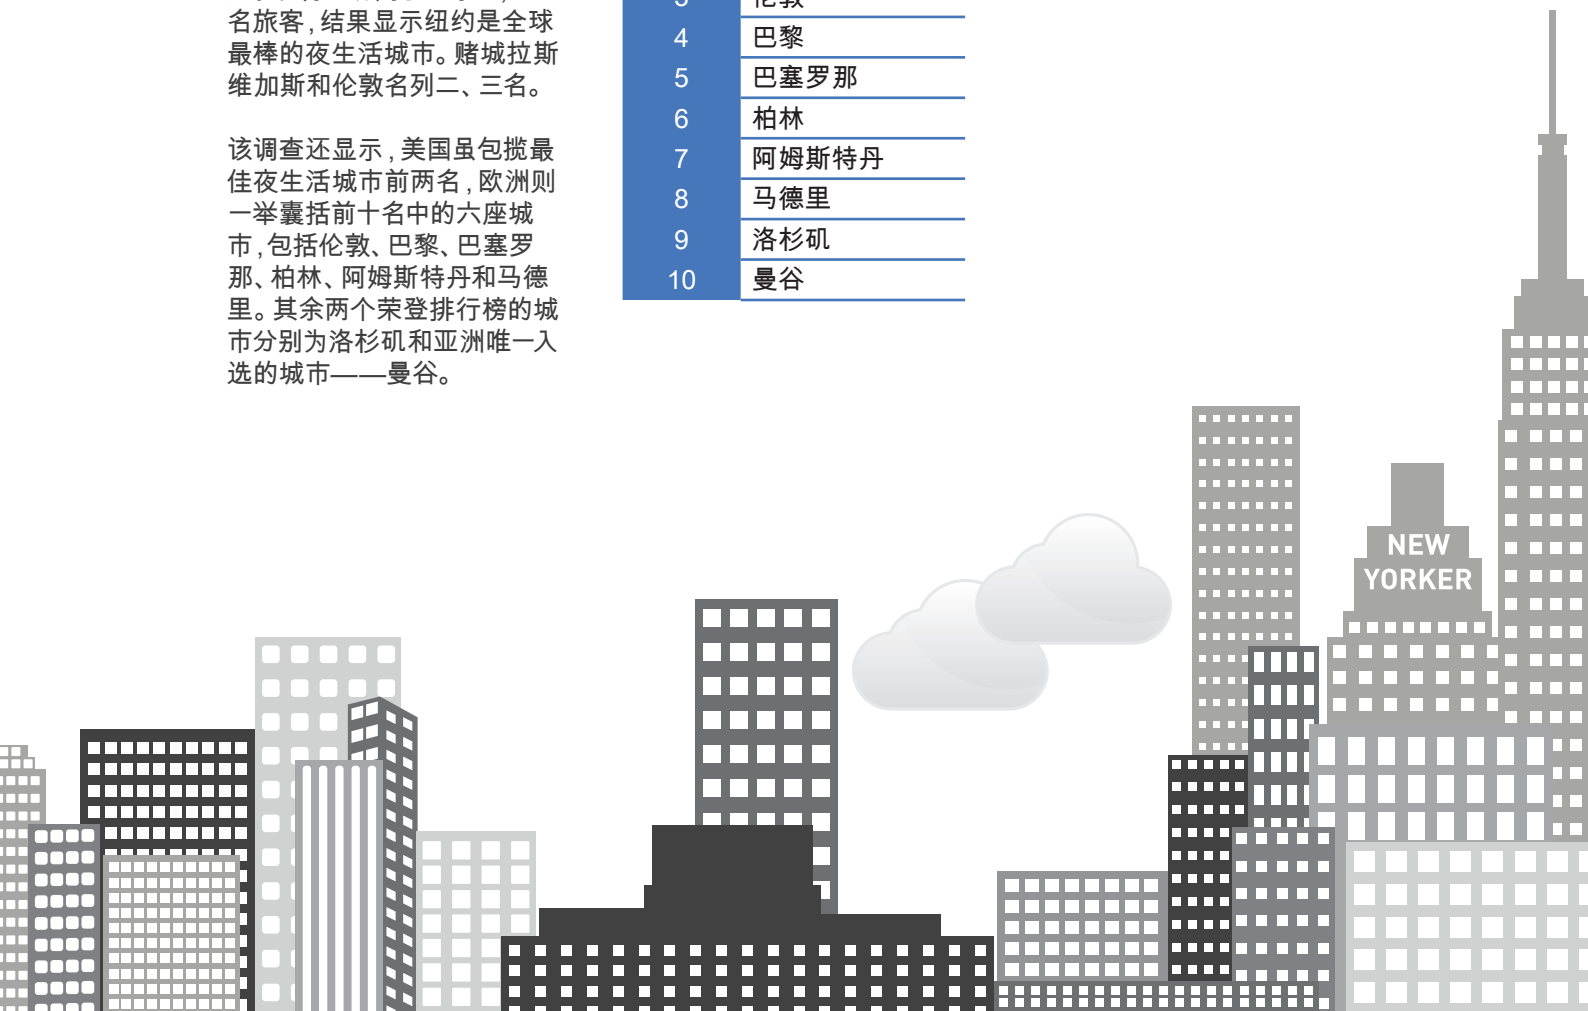 名旅客,结果显示纽约是全球
最棒的夜生活城市。赌城拉斯
维加斯和伦敦名列二、三名。
该调查还显示,美国虽包揽最
佳夜生活城市前两名,欧洲则
一举囊括前十名中的六座城
市,包括伦敦、巴黎、巴塞罗
那、柏林、阿姆斯特丹和马德
里。其余两个荣登排行榜的城
市分别为洛杉矶和亚洲唯一入
选的城市——曼谷。
3 伦敦
4 巴黎
5 巴塞罗那
6 柏林
7 阿姆斯特丹
8 马德里
9 洛杉矶
10 曼谷
NEW
YORKER